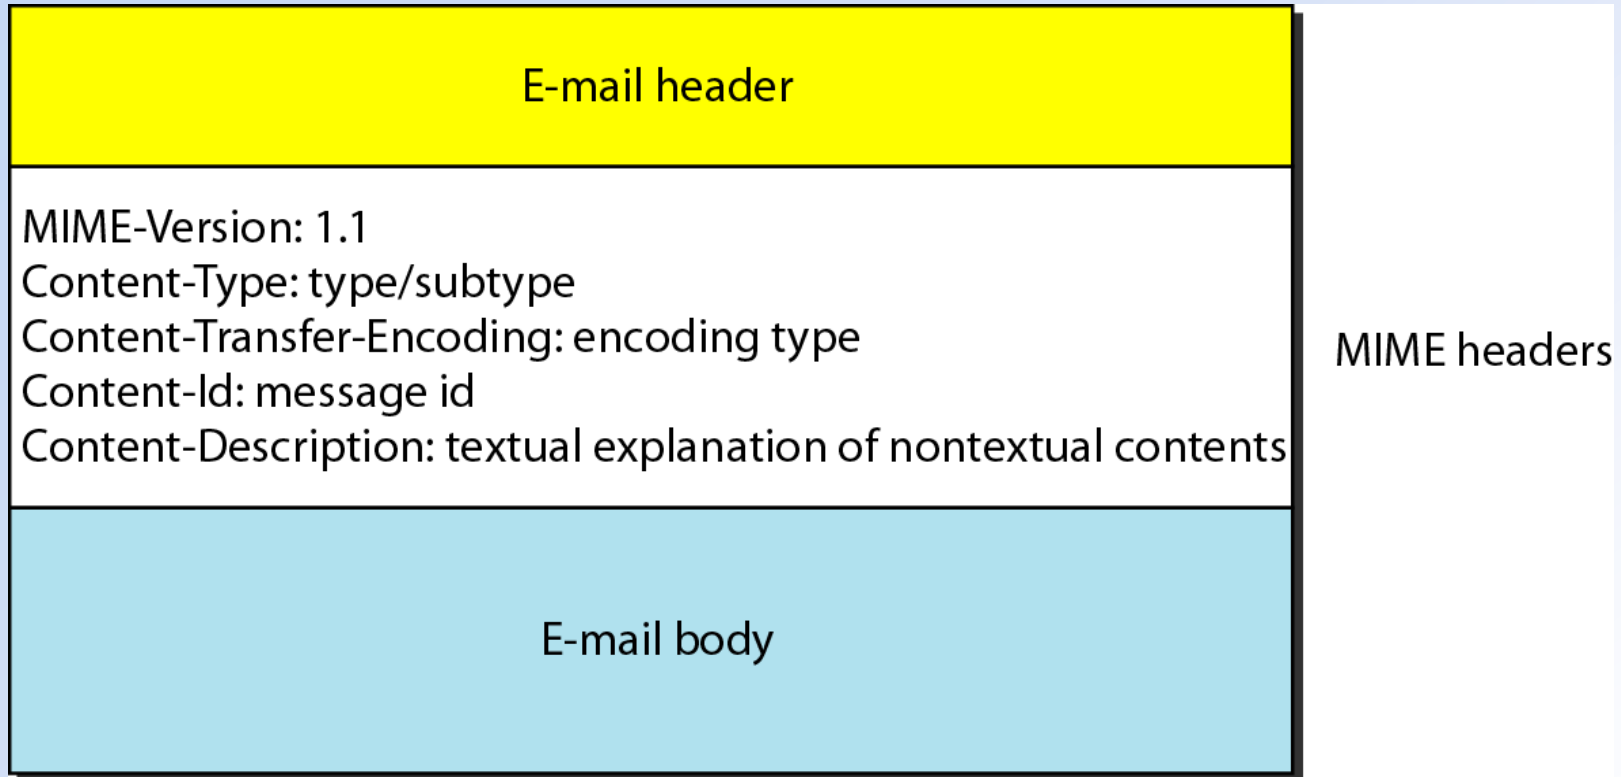 E-mail header
MIME-Version: 1.1
Content-Type: type/subtype
Content-Transfer-Encoding: encoding type
Content-Id: message id
Content-Description: textual explanation of nontextual contents
MIME headers
E-mail body